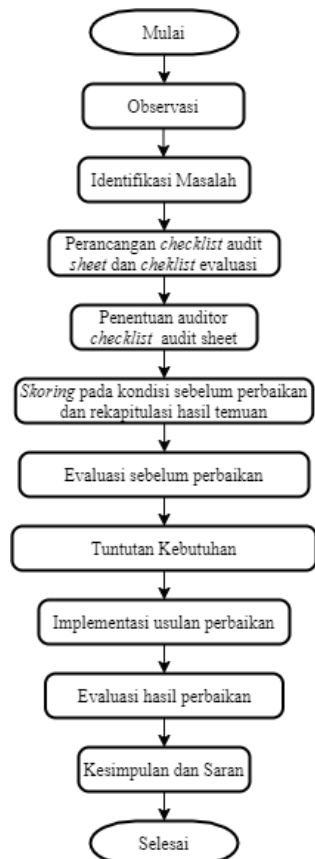 Mulai
Observasi
Identifikasi Masalah
Perancangan checklist audit
sheet dan cheklist evaluasi
Penentuan auditor
checklist audit sheet
Skoring pada kondisi sebelum perbaikan
dan rekapitulasi hasil temuan
Evaluasi sebelum perbaikan
Tuntutan Kebutuhan
Implementasi usulan perbaikan
Evaluasi hasil perbaikan
Kesimpulan dan Saran
Selesai